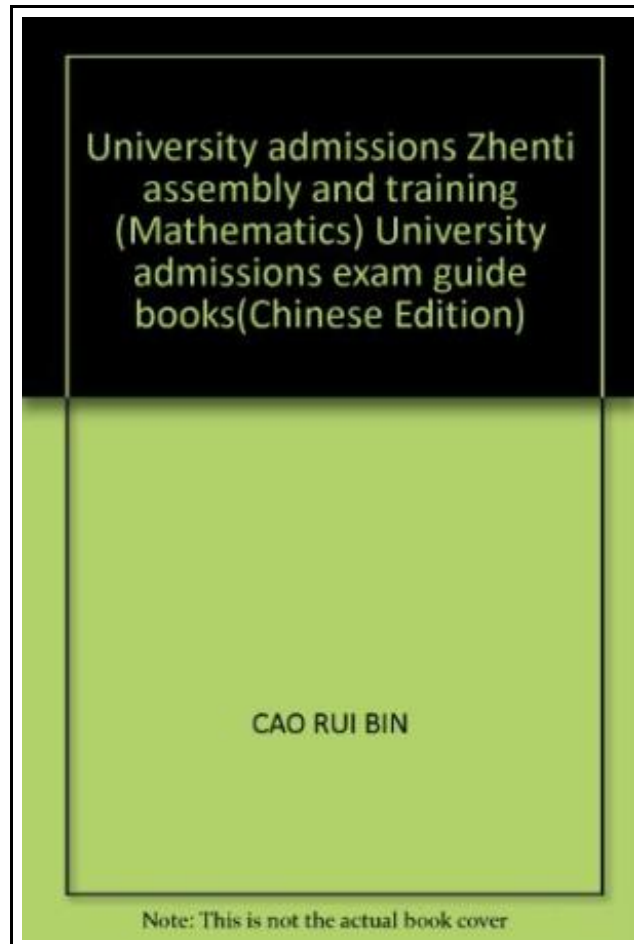 University admissions Zhenti
assembly and training
(Mathematics) University
admissions exam guide
books(Chinese Edition)
CAO RUI BIN
Note: This is not the actual book cover